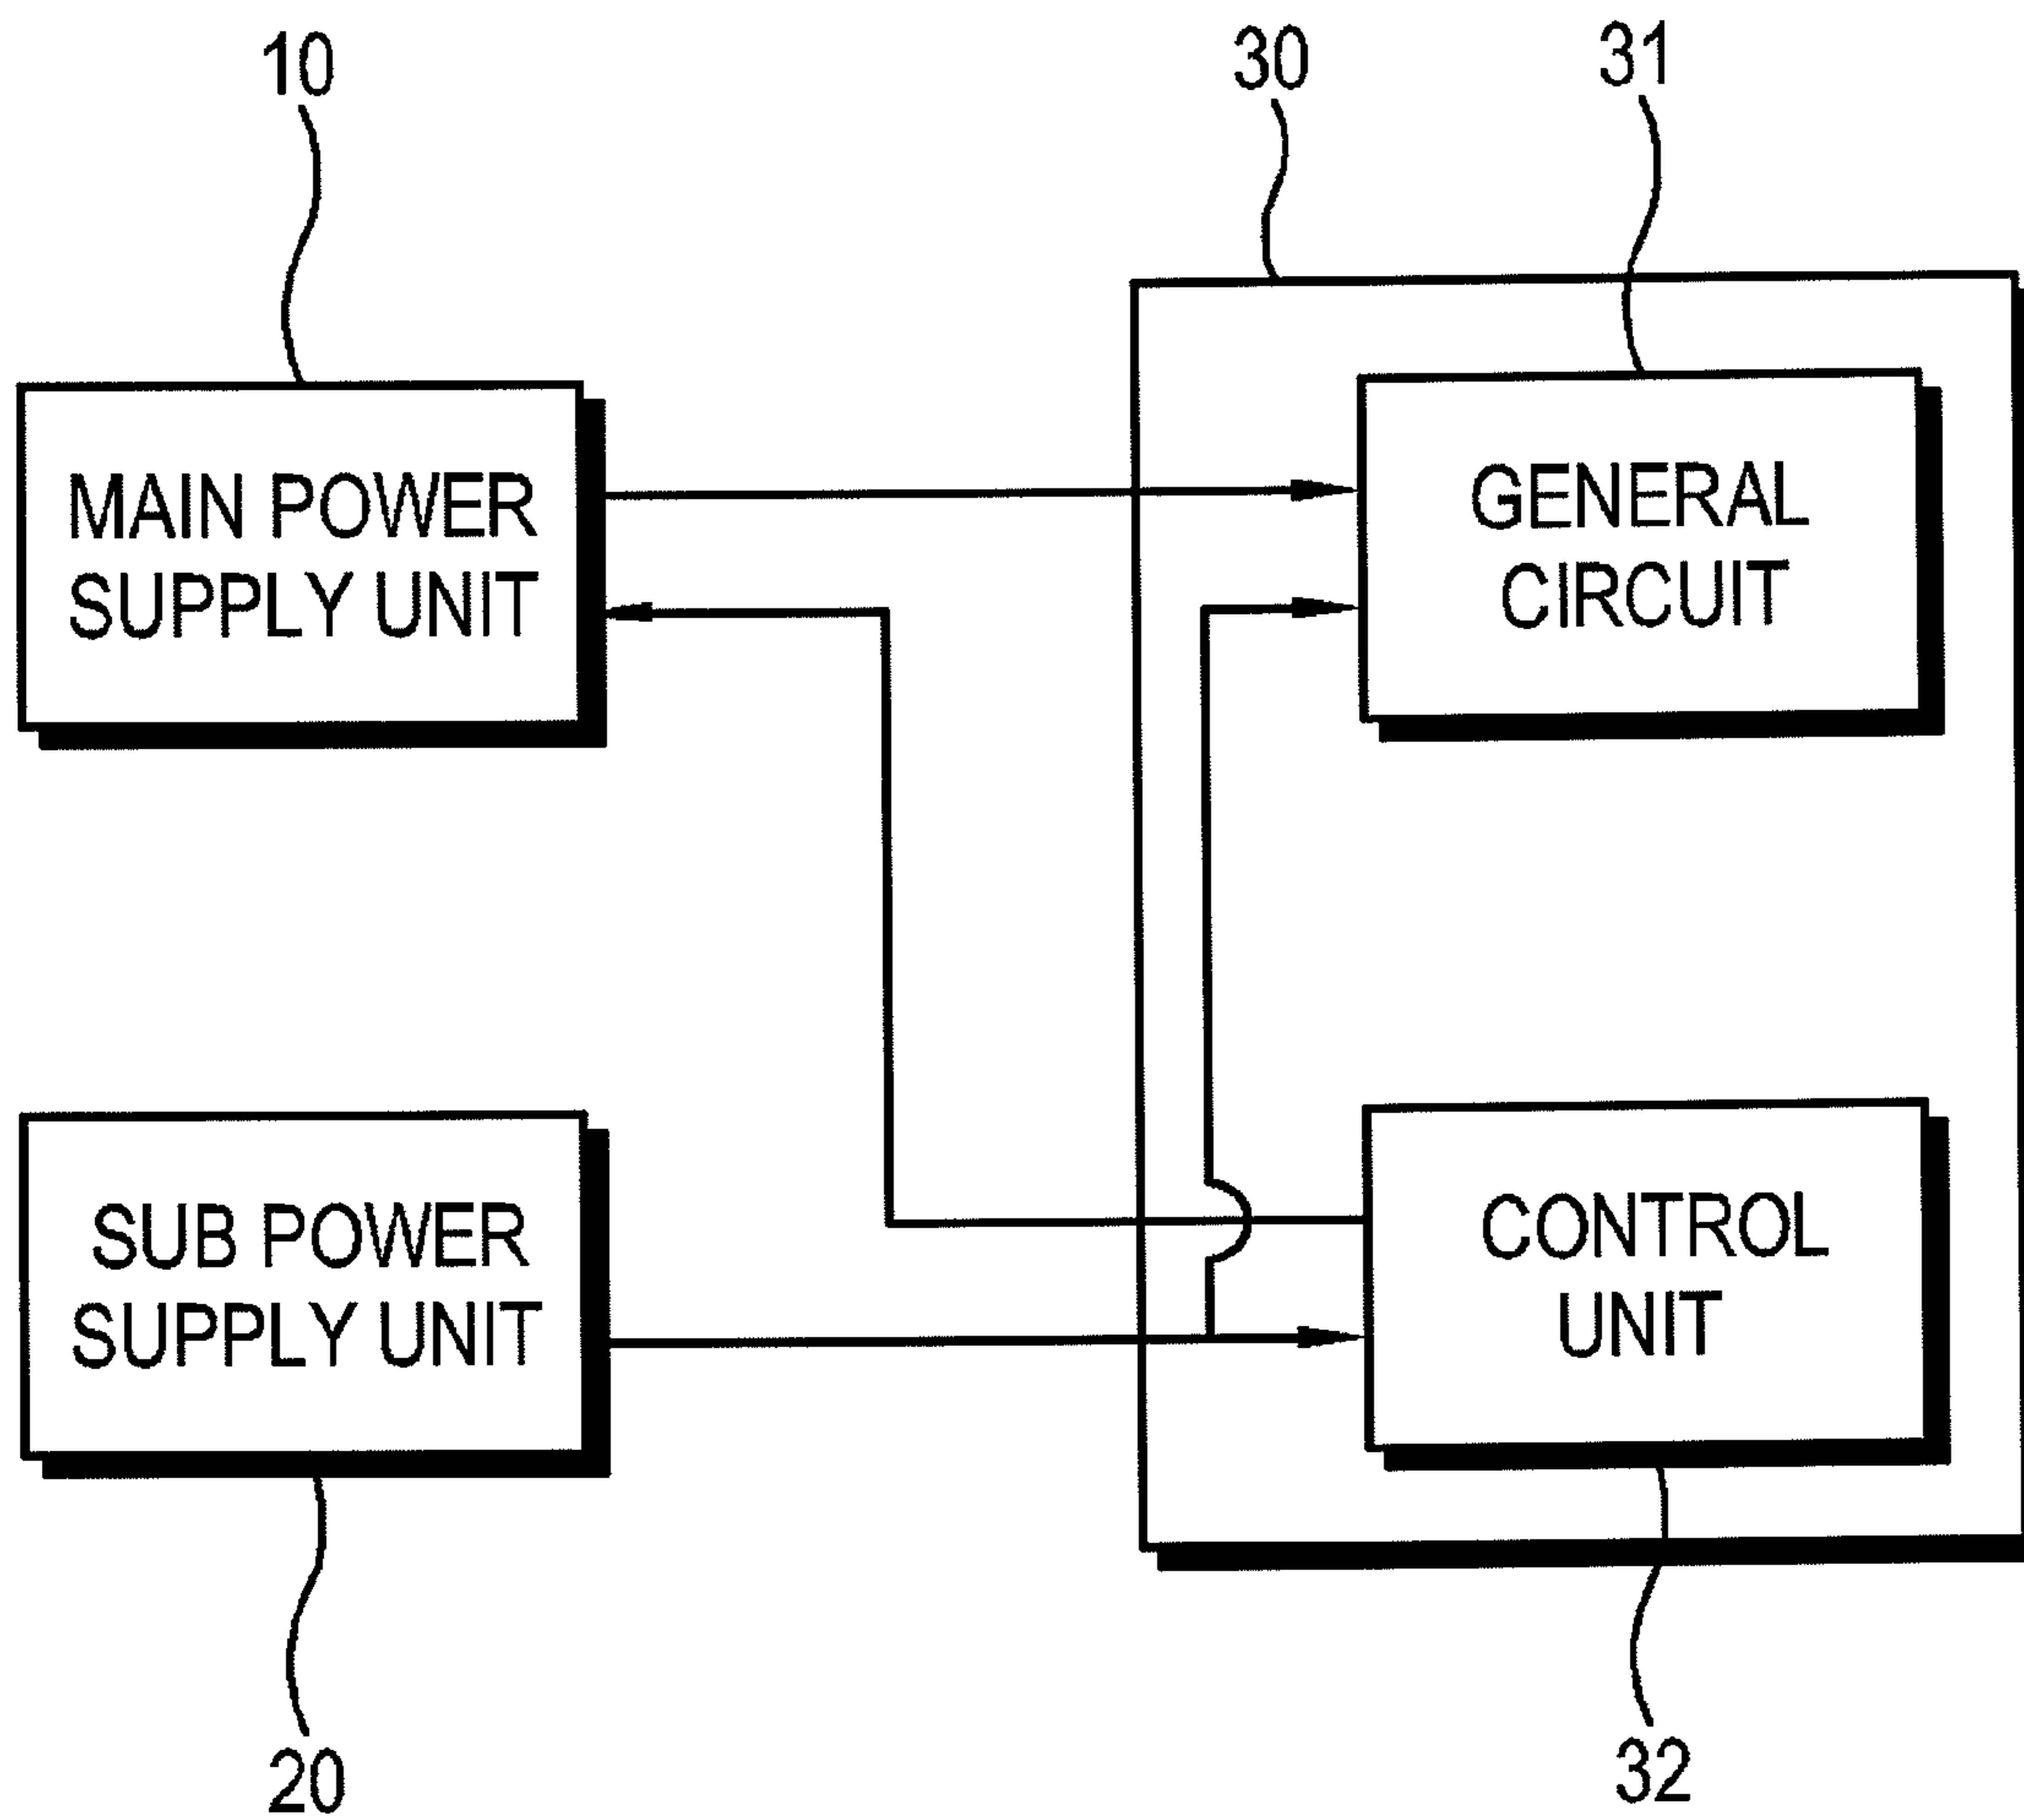 10
30
31
MAIN POWER
SUPPLY UNIT
GENERAL
CIRCUIT
SUB POWER
SUPPLY UNIT
CONTROL
UNIT
20
32